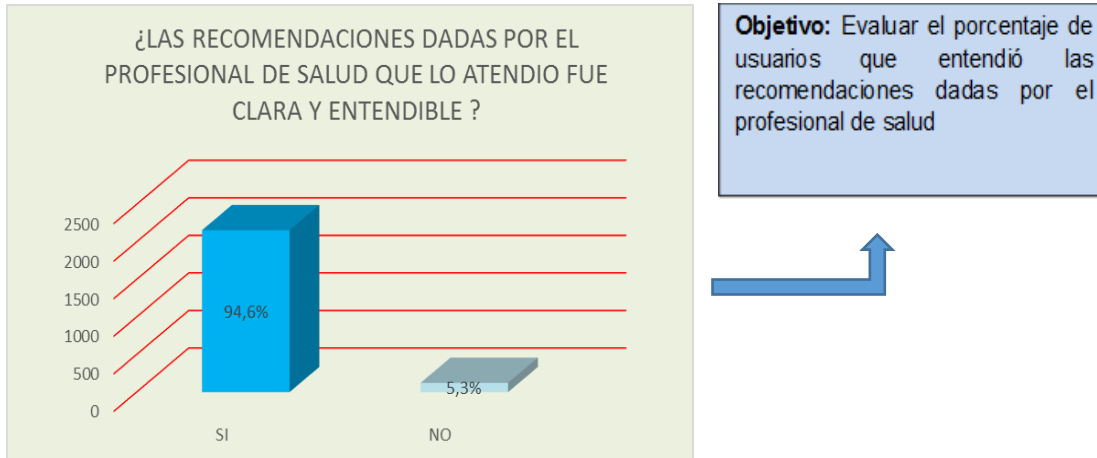 ¿LAS RECOMENDACIONES DADAS POR EL
PROFESIONAL DE SALUD QUE LO ATENDIO FUE
CLARA Y ENTENDIBLE ?
2500
2000
1500
1000
500
0
94,6%
5,3%
SI
NO
Objetivo: Evaluar el porcentaje de
usuarios que entendió las
recomendaciones dadas por el
profesional de salud